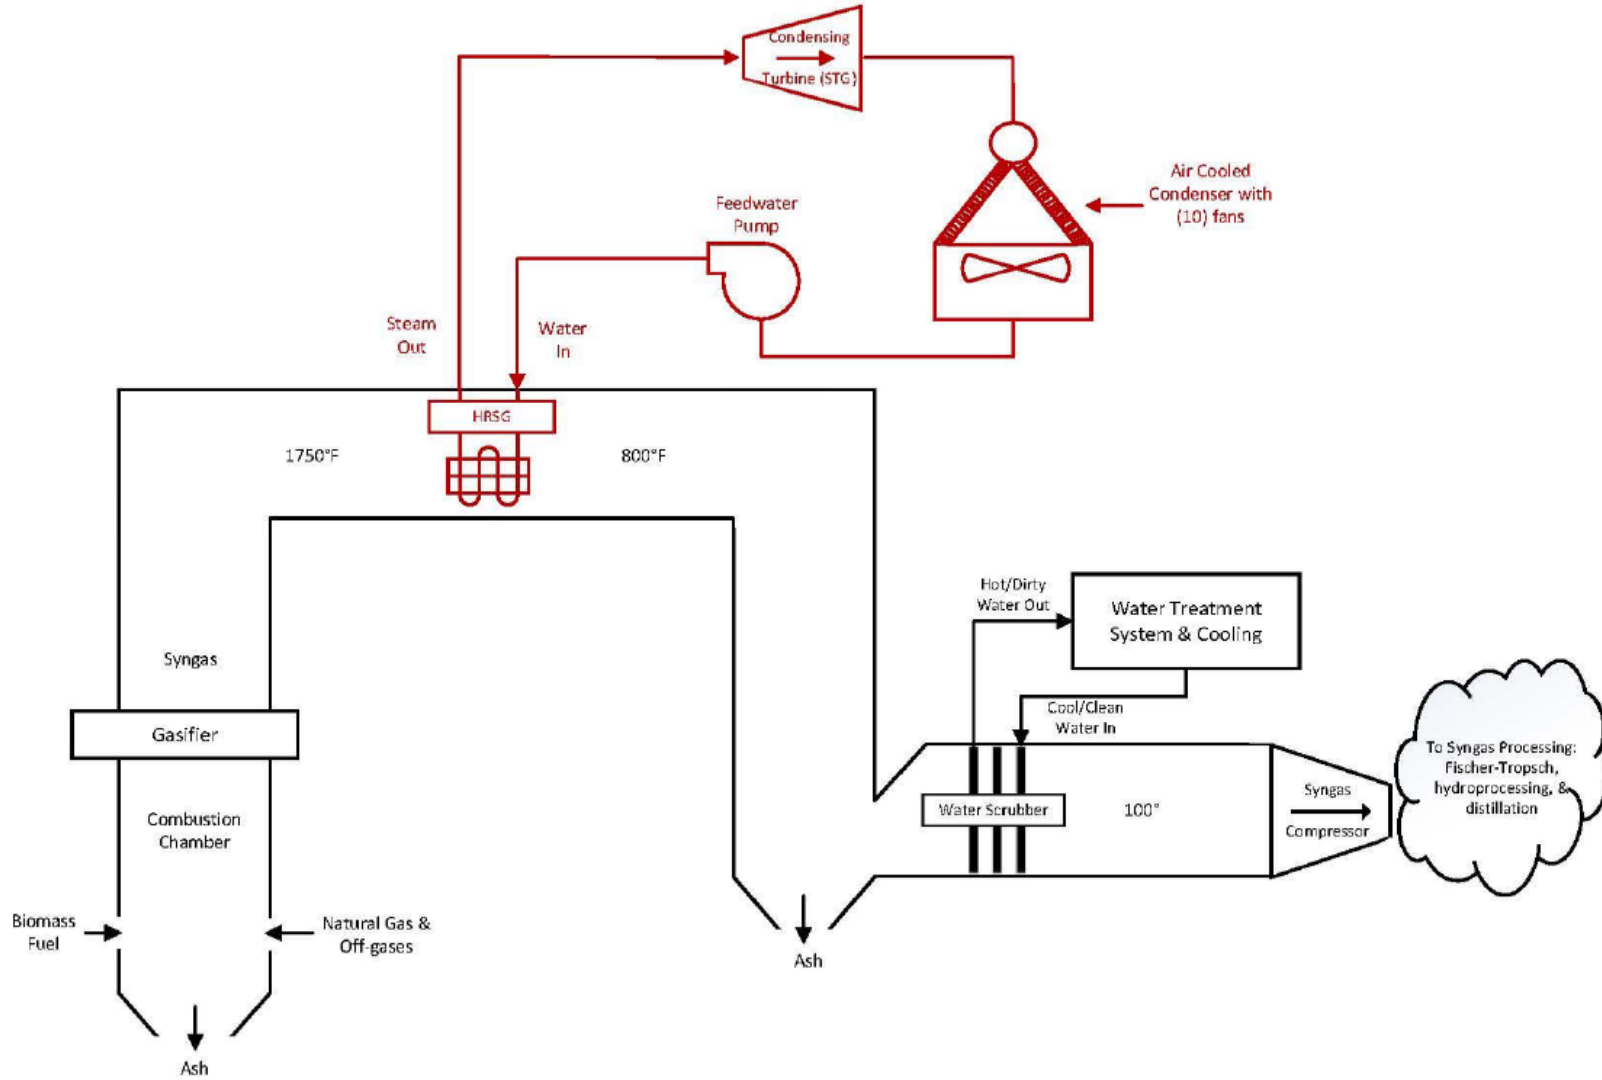 Condensing
Turbine (STG)
Air Cooled
Condenser with
(10) fans
Feedwater
Pump
Steam
Out
Water
In
HRSG
1750°F
800°F
Hot/Dirty
Water Out
Water Treatment
System & Cooling
Syngas
Cool/Clean
Water In
Gasifier
To Syngas Processing:
Fischer-Tropsch,
hydroprocessing, &
distillation
Syngas
Compressor
Water Scrubber
100°
Combustion
Chamber
Biomass
Fuel
Natural Gas &
Off-gases
Ash
Ash